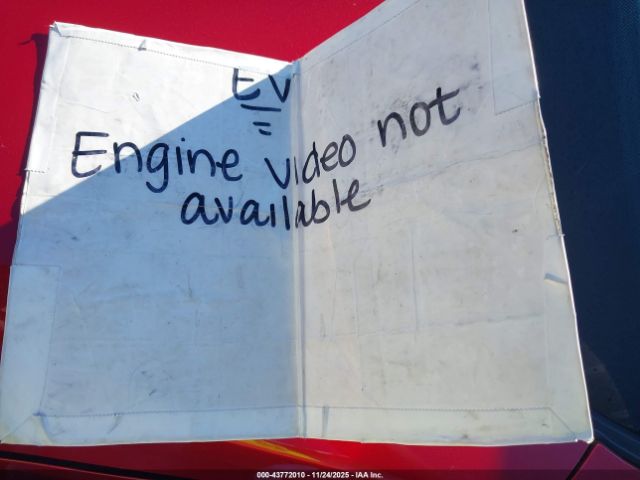 EV
Engine video not
available
000-43772010 - 11/24/2025 - IAA Inc.